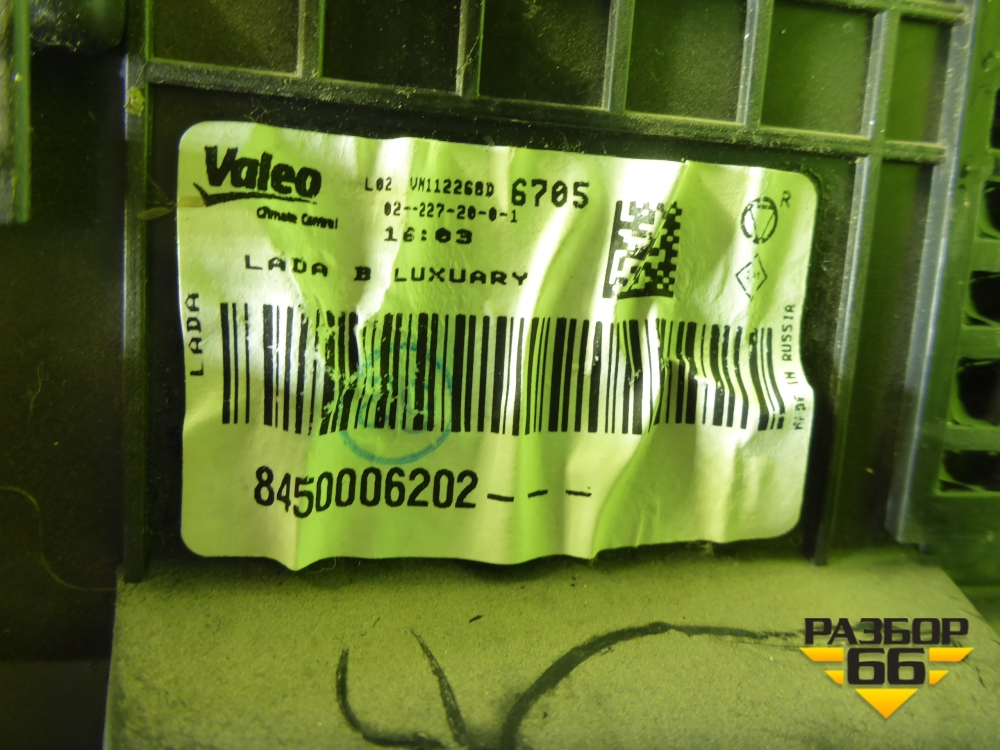 Valeo
Climate Control
L02 VM112268D 6705
02--227-20-0-1
16:03
LADA B LUXUARY
R
LADA
MADE IN RUSSIA
8450006202---
РАЗБОР
66